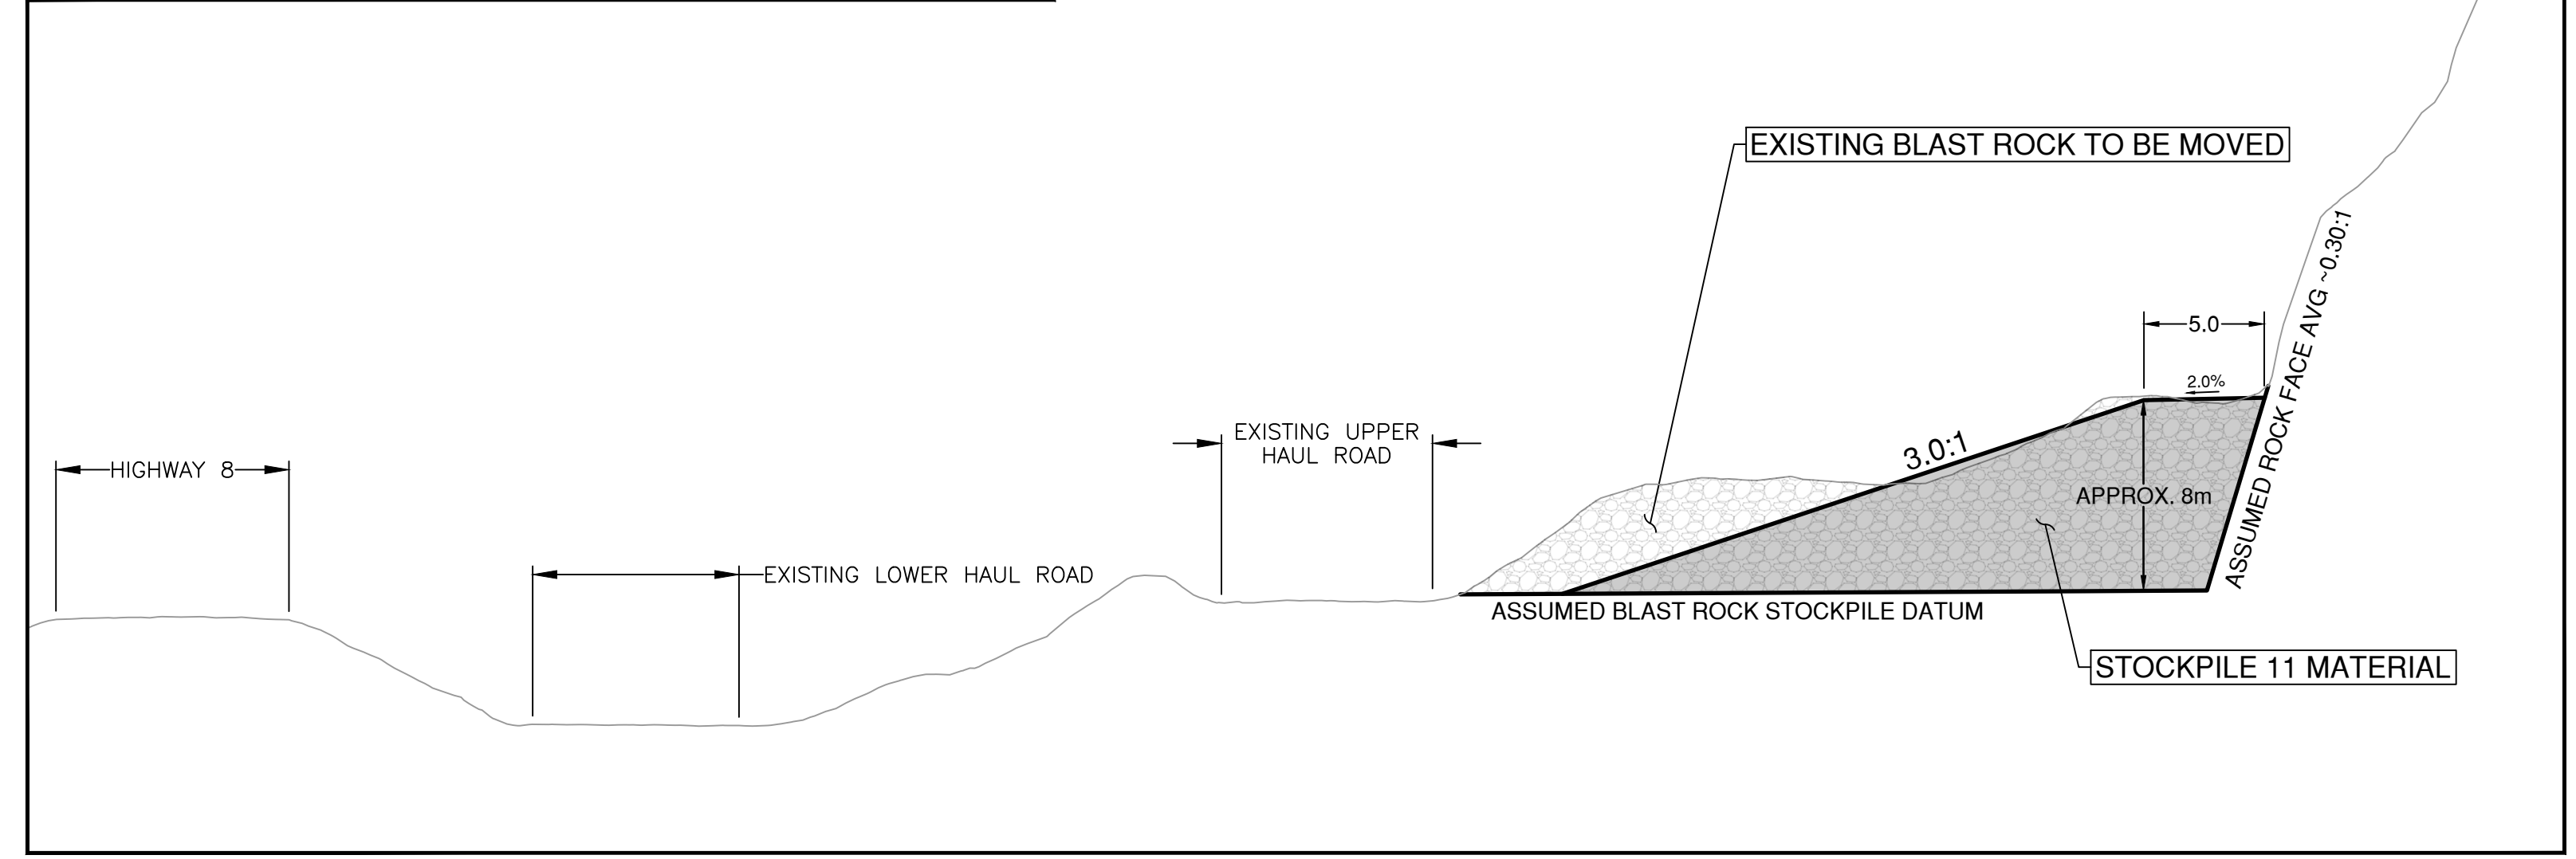 EXISTING BLAST ROCK TO BE MOVED
ASSUMED ROCK FACE AVG ~0.30:1
5.0
2.0%
EXISTING UPPER
HAUL ROAD
3.0:1
HIGHWAY 8
APPROX. 8m
EXISTING LOWER HAUL ROAD
ASSUMED BLAST ROCK STOCKPILE DATUM
STOCKPILE 11 MATERIAL